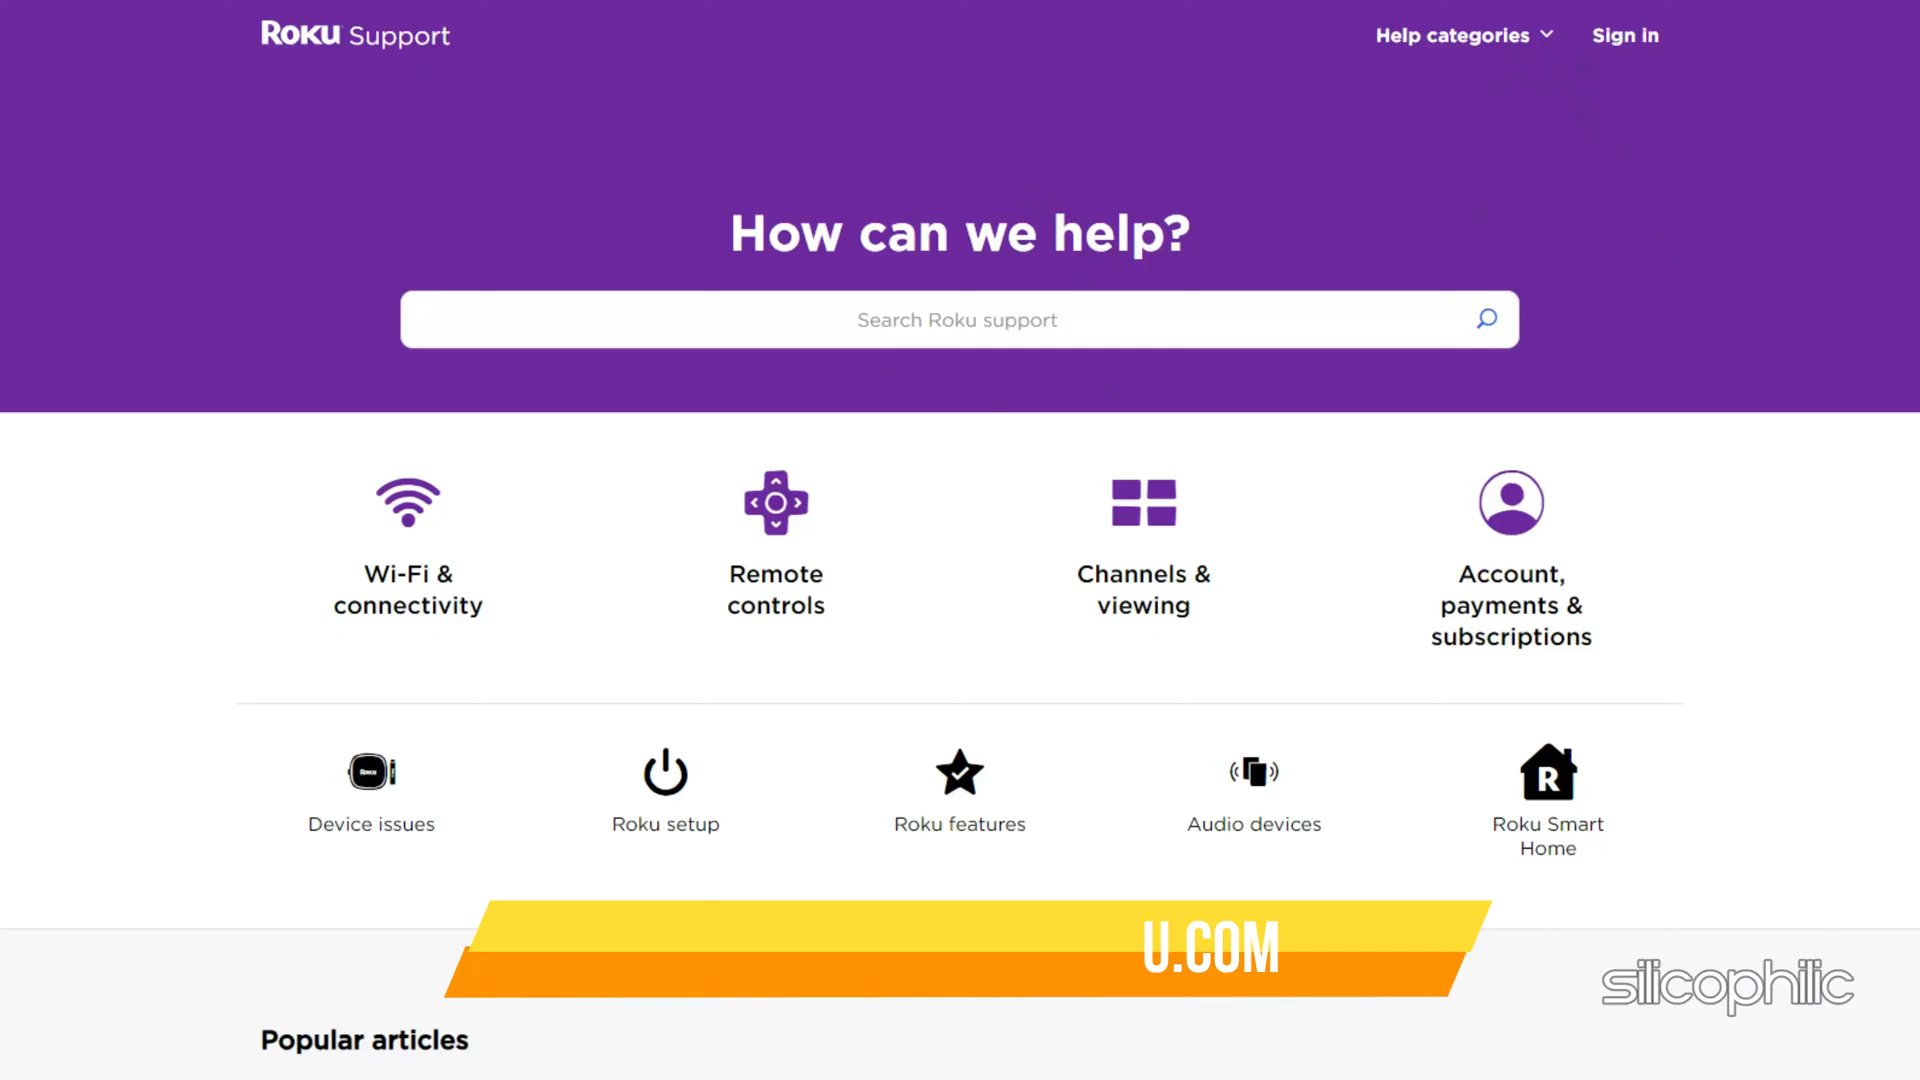 Roku Support
Help categories
Sign in
How can we help?
Search Roku support
Wi-Fi &
connectivity
Remote
controls
Channels &
viewing
Account,
payments &
subscriptions
Roku
R
Device issues
Roku setup
Roku features
Audio devices
Roku Smart
Home
U.COM
silicophilic
Popular articles